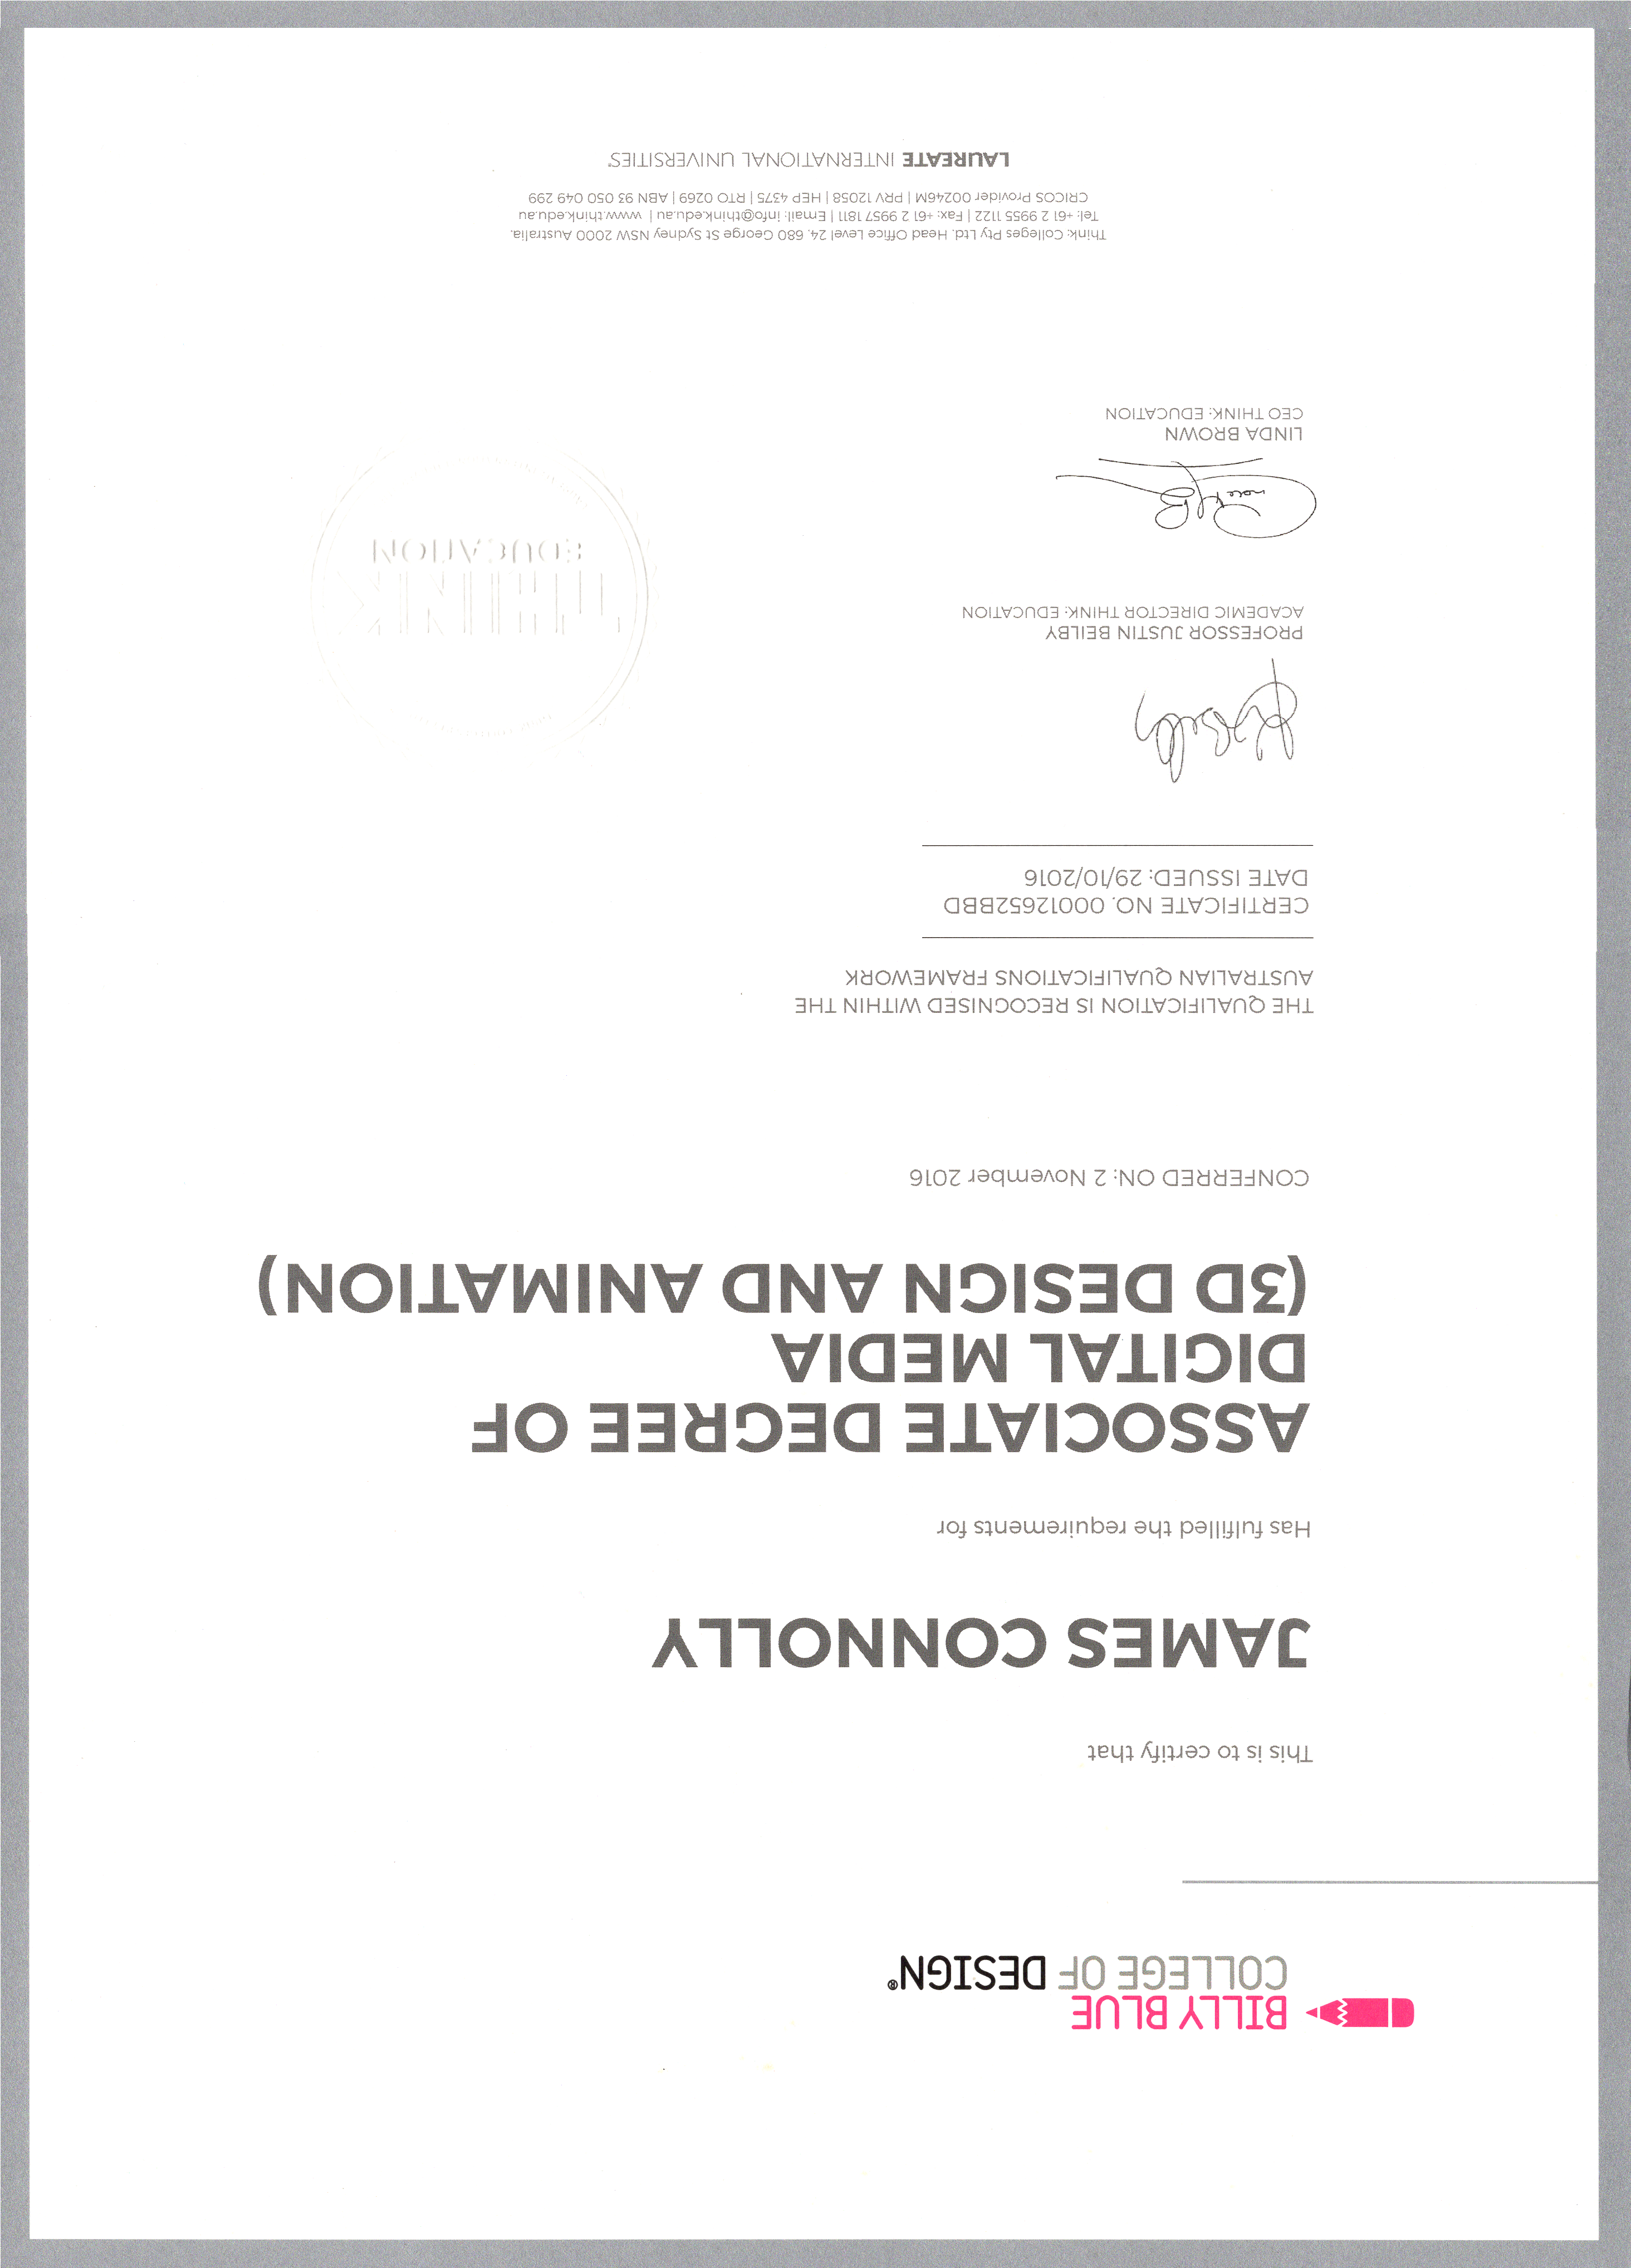 BILLY BLUE
COLLEGE OF DESIGN®
This is to certify that
JAMES CONNOLLY
Has fulfilled the requirements for
ASSOCIATE DEGREE OF
DIGITAL MEDIA
(3D DESIGN AND ANIMATION)
CONFERRED ON: 2 November 2016
THE QUALIFICATION IS RECOGNISED WITHIN THE
AUSTRALIAN QUALIFICATIONS FRAMEWORK
CERTIFICATE NO. 00012652BBD
DATE ISSUED: 29/10/2016
PROFESSOR JUSTIN BEILBY
ACADEMIC DIRECTOR THINK: EDUCATION
THINK
EDUCATION
LINDA BROWN
CEO THINK: EDUCATION
Think: Colleges Pty Ltd. Head Office Level 24, 680 George St Sydney NSW 2000 Australia.
Tel: +61 2 9955 1122 | Fax: +61 2 9957 1811 | Email: info@think.edu.au | www.think.edu.au
CRICOS Provider 00246M | PRV 12058 | HEP 4375 | RTO 0269 | ABN 93 050 049 299
LAUREATE INTERNATIONAL UNIVERSITIES®